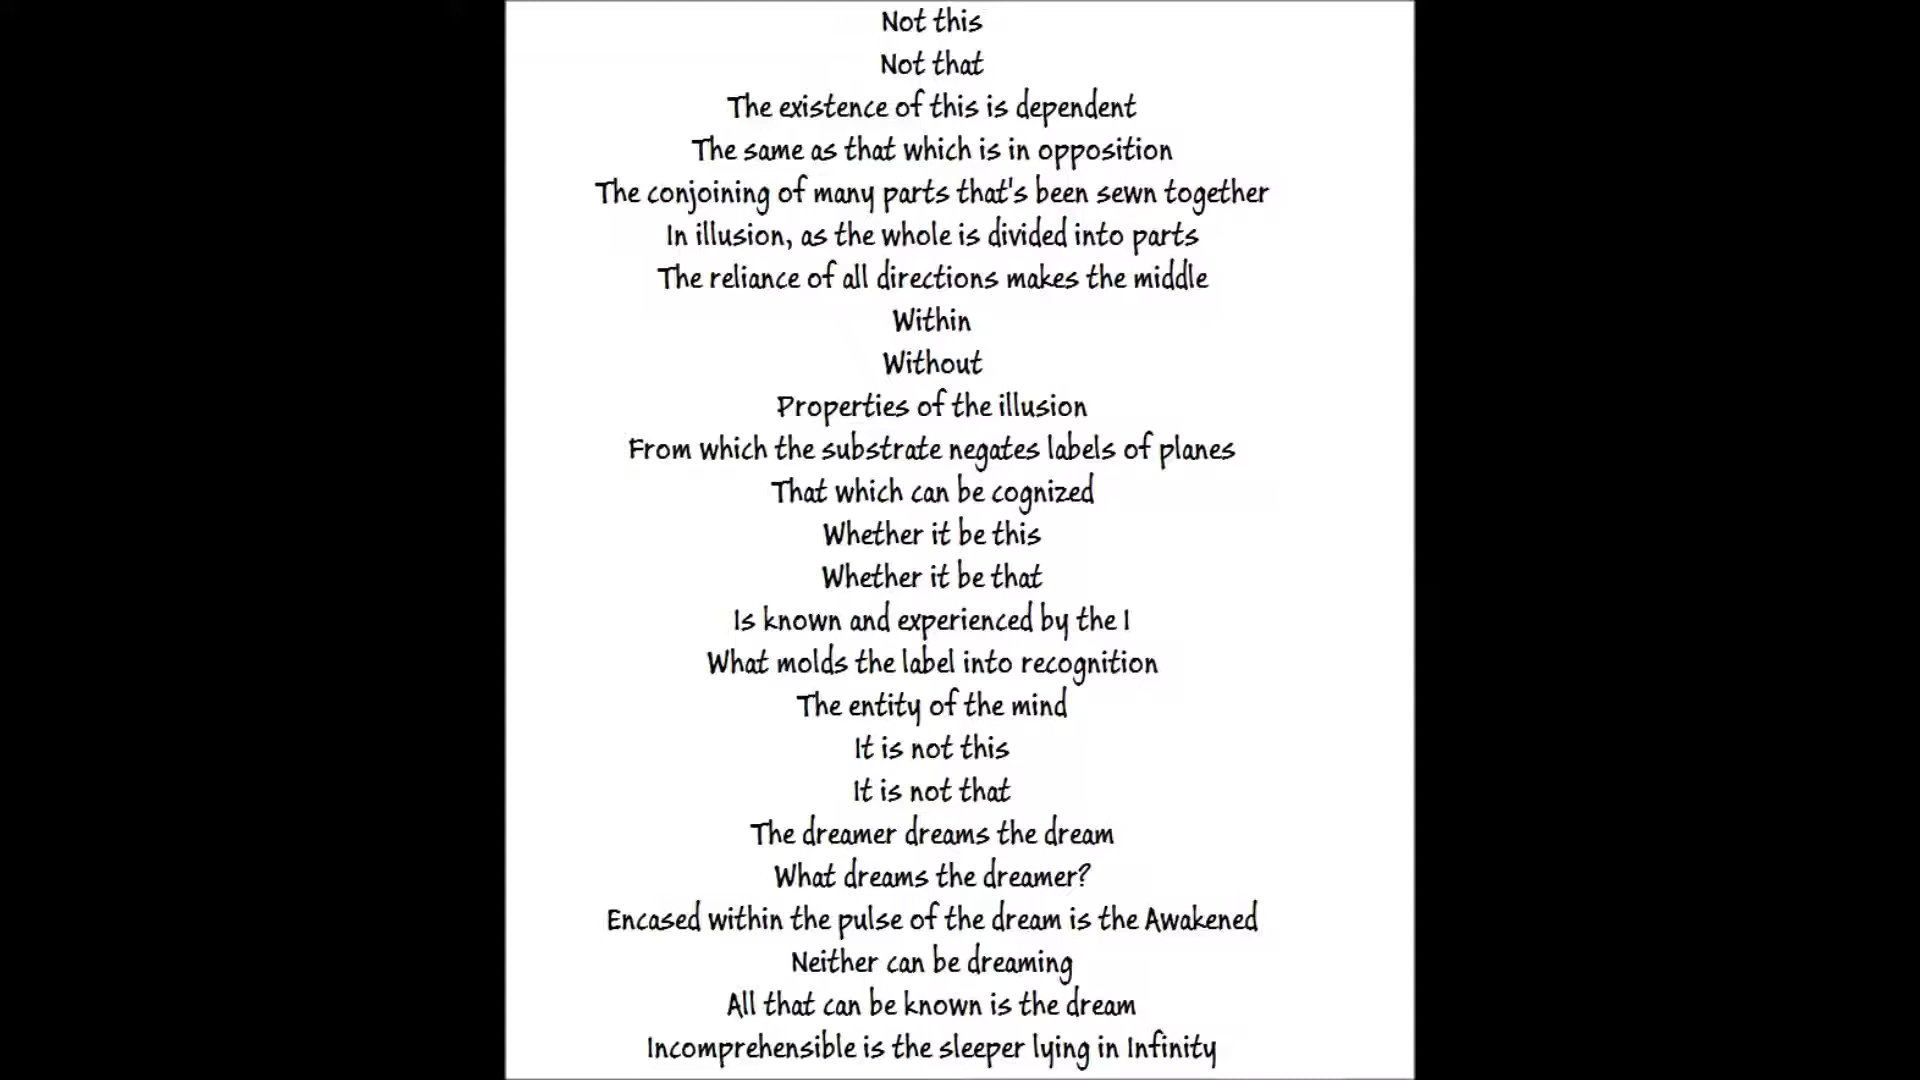 Not this
Not that
The existence of this is dependent
The same as that which is in opposition
The conjoining of many parts that's been sewn together
In illusion, as the whole is divided into parts
The reliance of all directions makes the middle
Within
Without
Properties of the illusion
From which the substrate negates labels of planes
That which can be cognized
Whether it be this
Whether it be that
Is known and experienced by the I
What molds the label into recognition
The entity of the mind
It is not this
It is not that
The dreamer dreams the dream
What dreams the dreamer?
Encased within the pulse of the dream is the Awakened
Neither can be dreaming
All that can be known is the dream
Incomprehensible is the sleeper lying in Infinity